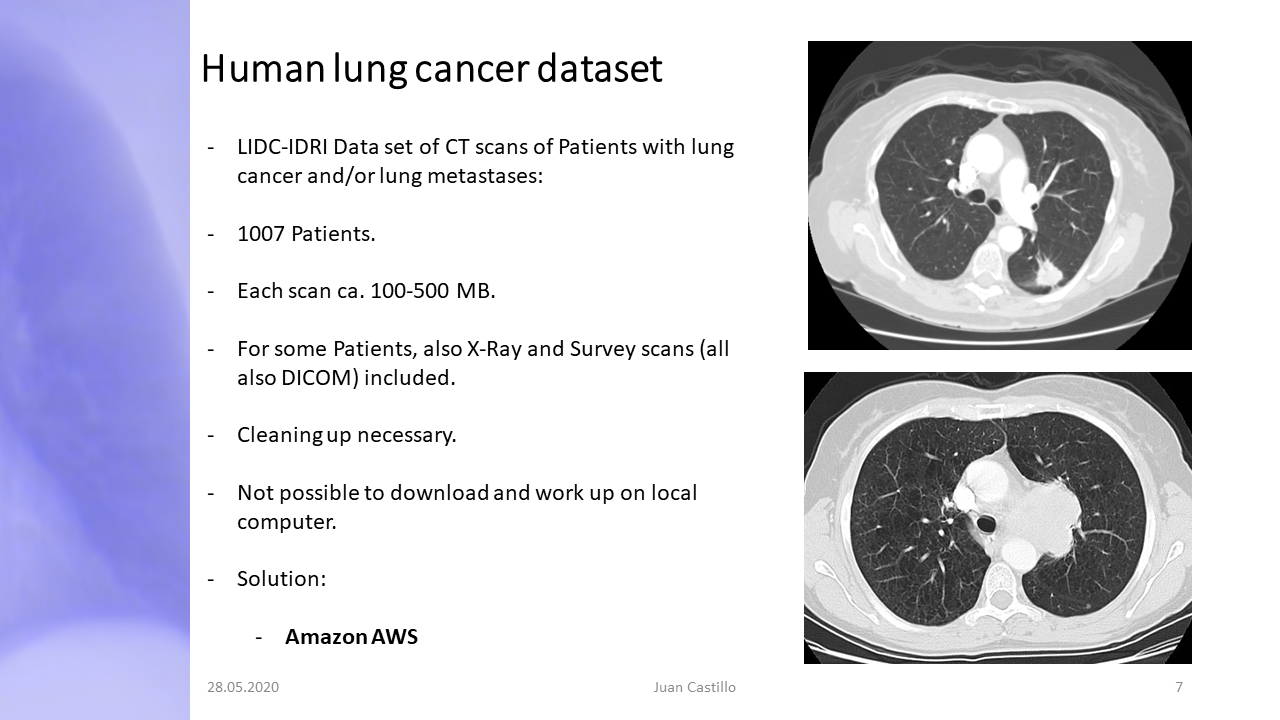 Human lung cancer dataset
- LIDC-IDRI Data set of CT scans of Patients with lung
cancer and/or lung metastases:
- 1007 Patients.
- Each scan ca. 100-500 MB.
- For some Patients, also X-Ray and Survey scans (all
also DICOM) included.
- Cleaning up necessary.
- Not possible to download and work up on local
computer.
- Solution:
- Amazon AWS
28.05.2020
Juan Castillo
7